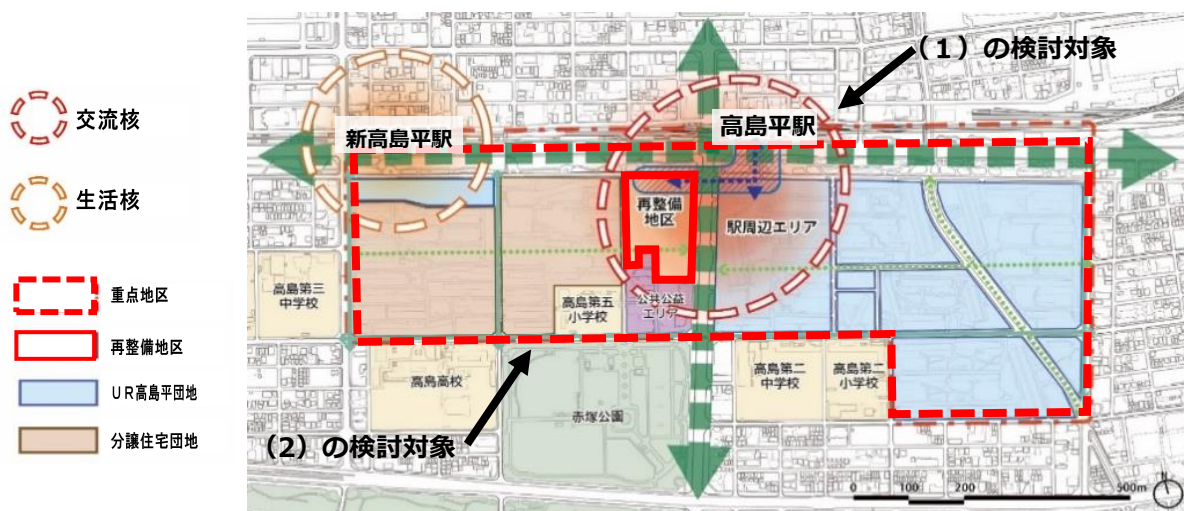 交流核
生活核
重点地区
再整備地区
UR高島平団地
分譲住宅団地
(1)の検討対象
新高島平駅
高島平駅
再整備
地区
駅周辺エリア
高島第三
中学校
高島第五
小学校
公共公益
エリア
高島高校
赤塚公園
高島第二
中学校
高島第二
小学校
(2)の検討対象
0 100 200 500m
N